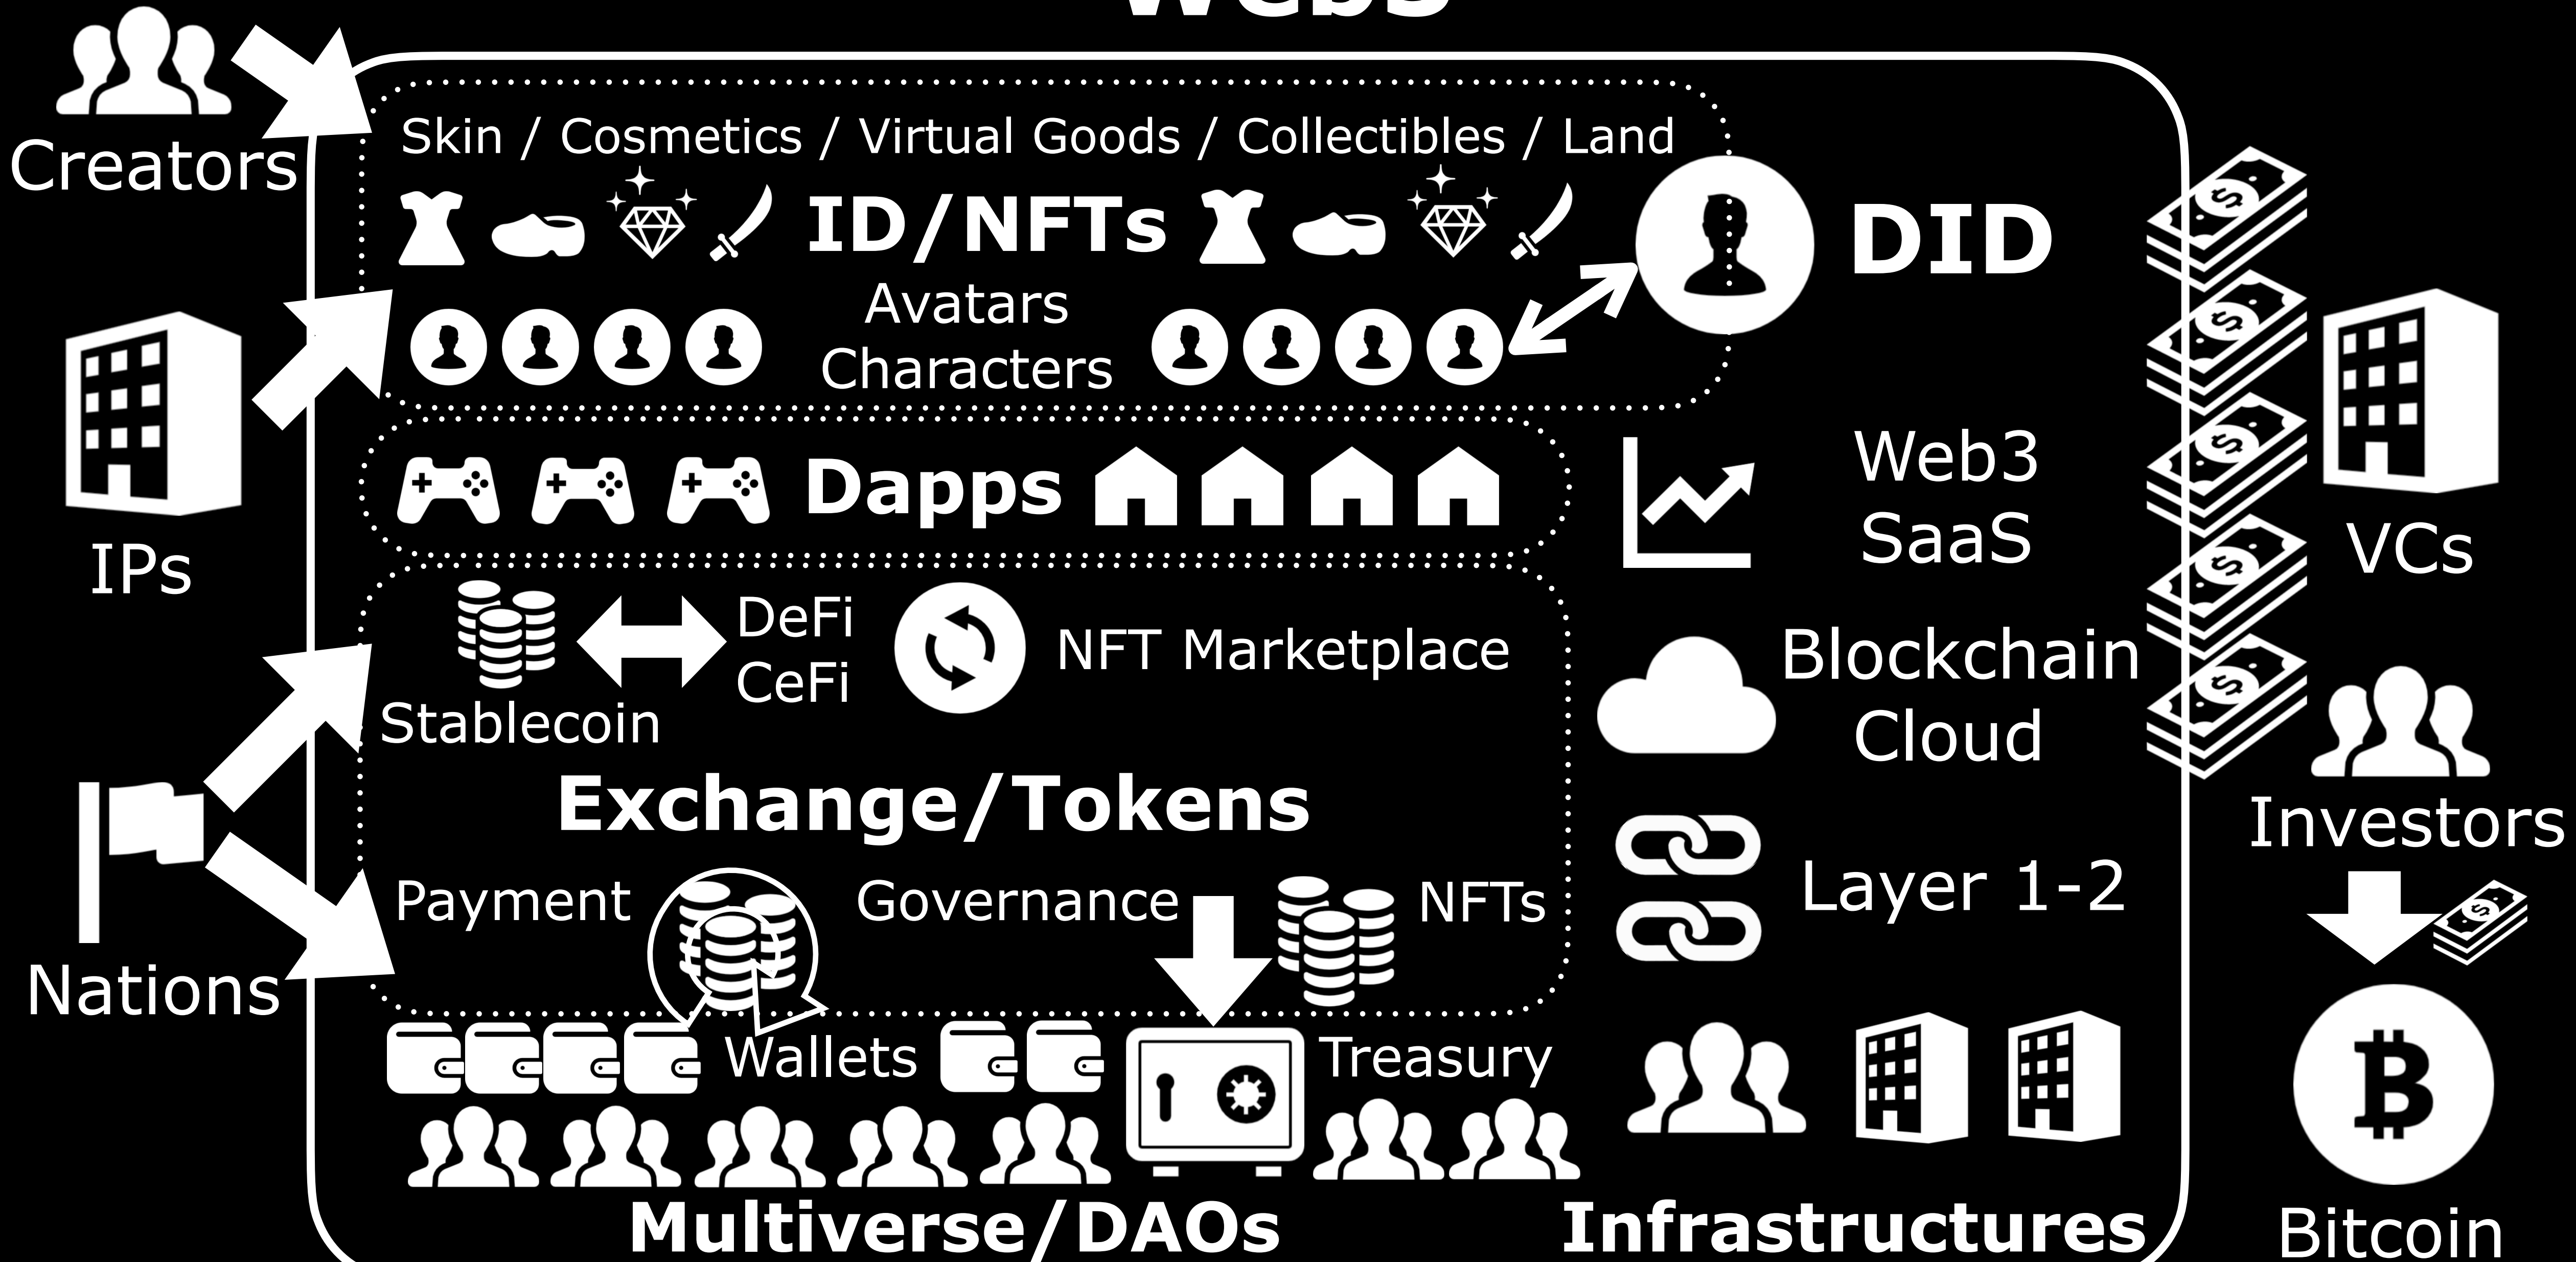 Web3
Creators
Skin / Cosmetics / Virtual Goods / Collectibles / Land
ID/NFTs
DID
Avatars
Characters
IPs
Dapps
Web3
SaaS
VCs
Stablecoin
DeFi
CeFi
NFT Marketplace
Blockchain
Cloud
Exchange/Tokens
Investors
Payment
Governance
NFTs
Layer 1-2
Nations
Wallets
Treasury
Multiverse/DAOs
Infrastructures
Bitcoin